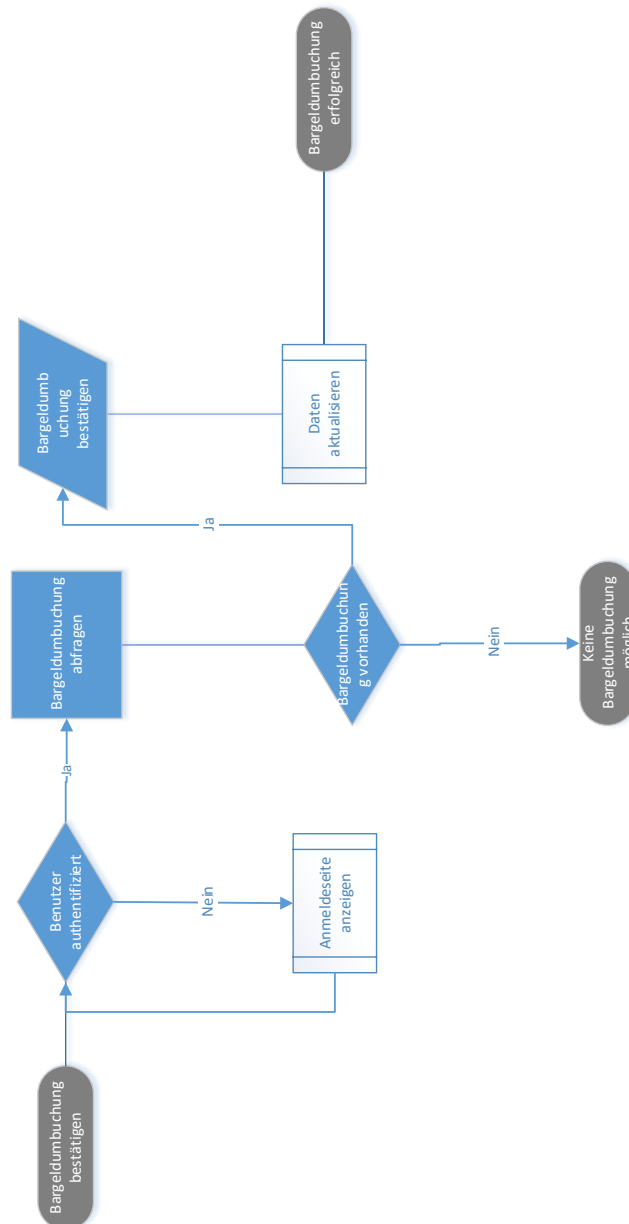 Bargeldumbuchung
bestätigen
Benutzer
authentifiziert
Ja
Nein
Anmeldeseite
anzeigen
Bargeldumbuchung
abfragen
Bargeldumbuchun
g vorhanden
Ja
Nein
Keine
Bargeldumbuchung
möglich
Bargeldumb
uchung
bestätigen
Daten
aktualisieren
Bargeldumbuchung
erfolgreich